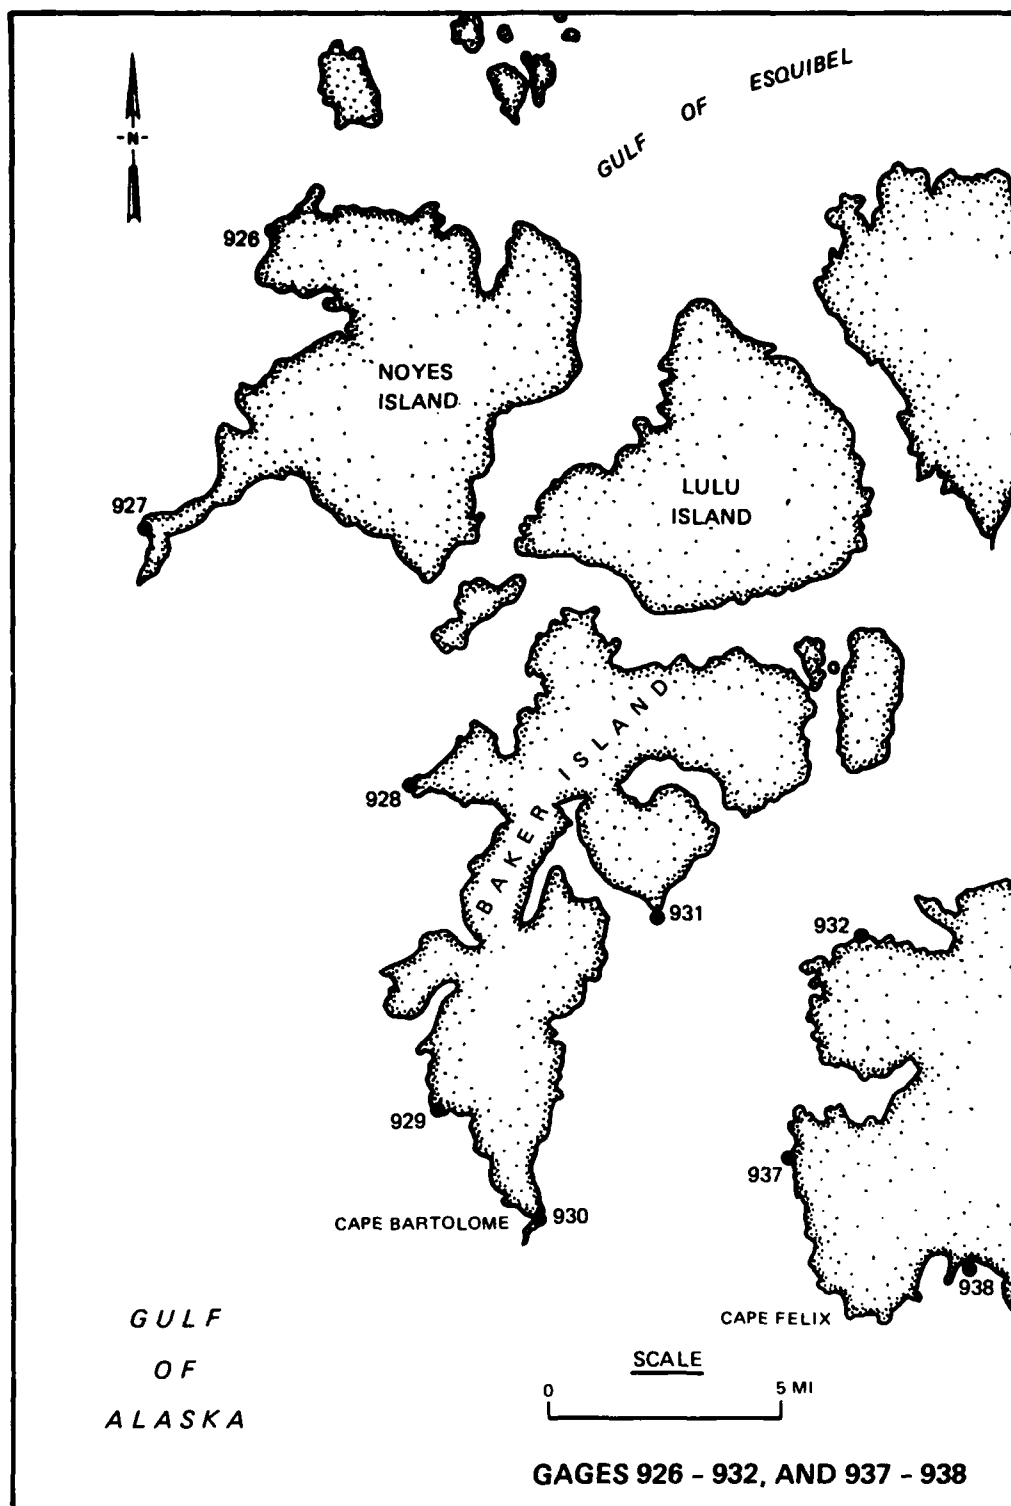 GULF OF ESQUIBEL
-N-
926
NOYES
ISLAND
927
LULU
ISLAND
BAKER ISLAND
928
931
932
929
937
CAPE BARTOLOME
930
938
GULF
OF
ALASKA
CAPE FELIX
SCALE
0 5 MI
GAGES 926 – 932, AND 937 – 938